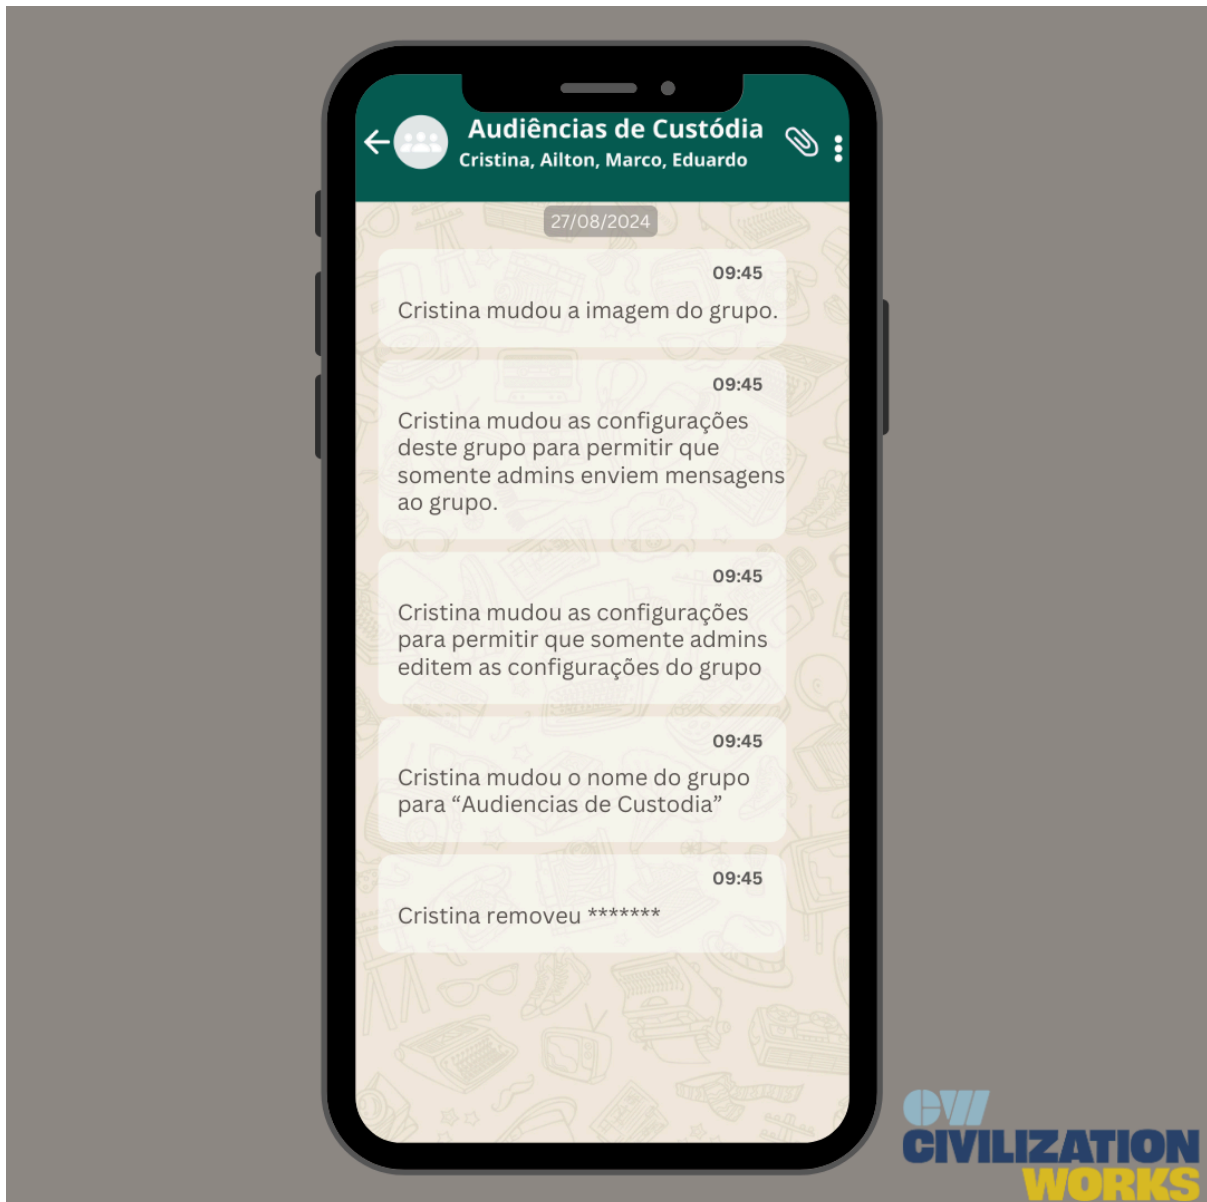 Audiências de Custódia
Cristina, Ailton, Marco, Eduardo
27/08/2024
09:45
Cristina mudou a imagem do grupo.
09:45
Cristina mudou as configurações
deste grupo para permitir que
somente admins enviem mensagens
ao grupo.
09:45
Cristina mudou as configurações
para permitir que somente admins
editem as configurações do grupo
09:45
Cristina mudou o nome do grupo
para “Audiencias de Custodia”
09:45
Cristina removeu *******
CW
CIVILIZATION
WORKS